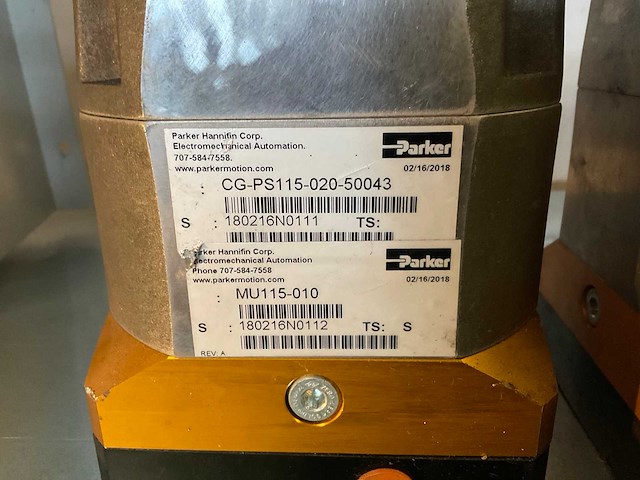 Parker Hannifin Corp.
Electromechanical Automation.
707-584-7558.
www.parkermotion.com
Parker
02/16/2018
: CG-PS115-020-50043
S : 180216N0111 TS:
Parker Hannifin Corp.
Electromechanical Automation
Phone 707-584-7558
www.parkermotion.com
Parker
02/16/2018
: MU115-010
S : 180216N0112 TS: S
REV: A